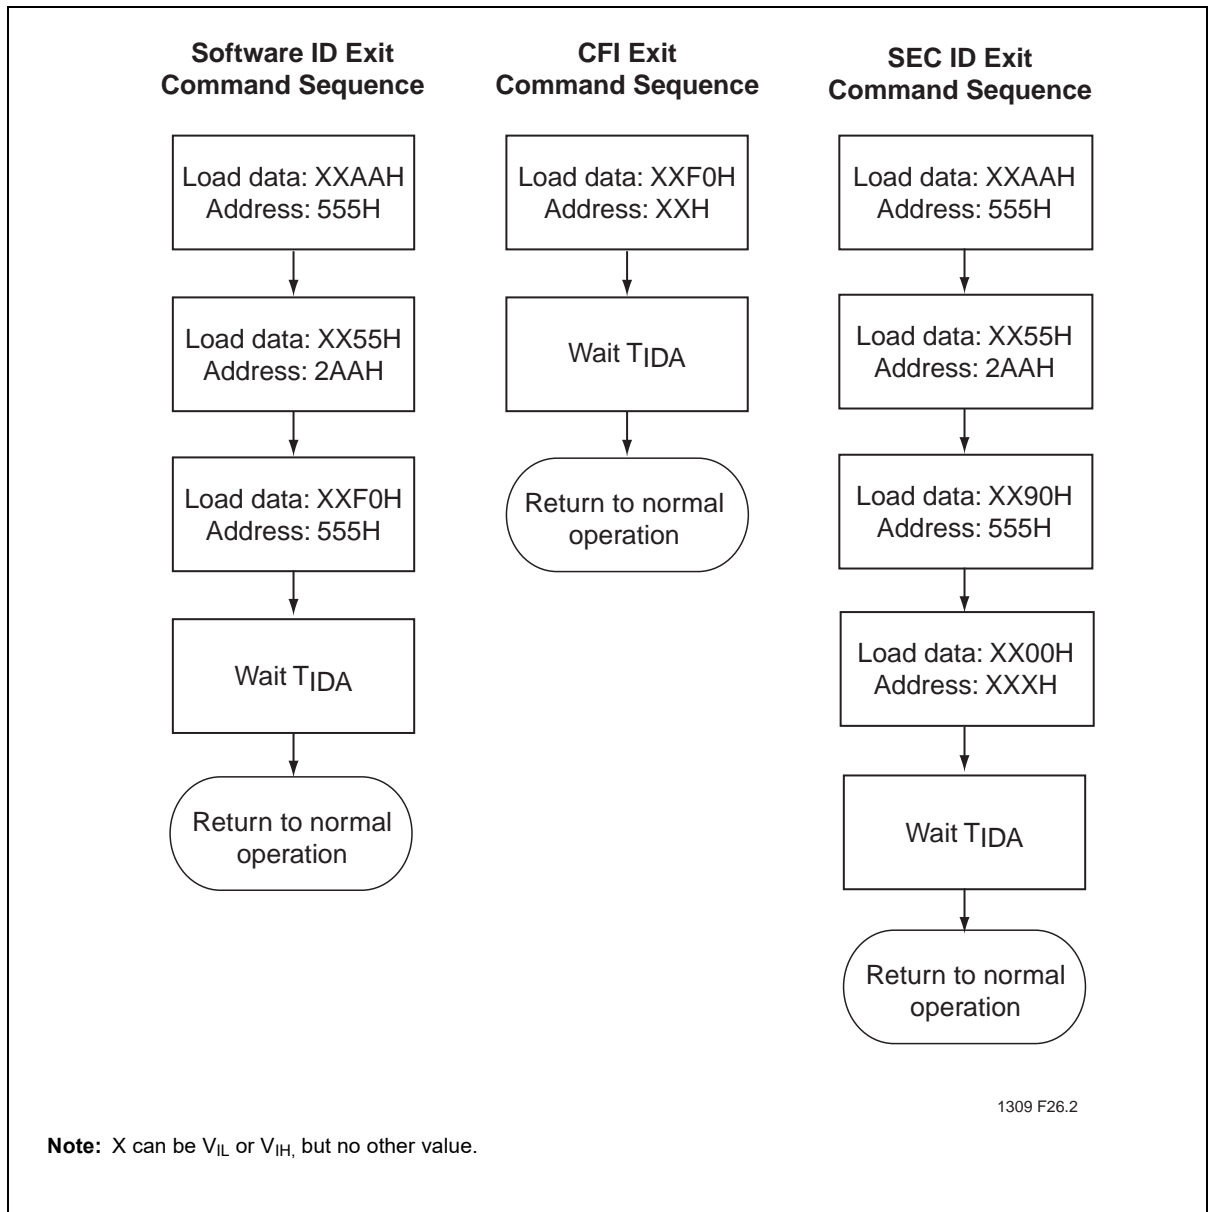 Software ID Exit
Command Sequence
Load data: XXAAH
Address: 555H
Load data: XX55H
Address: 2AAH
Load data: XXF0H
Address: 555H
Wait TIDA
Return to normal
operation
CFI Exit
Command Sequence
Load data: XXF0H
Address: XXH
Wait TIDA
Return to normal
operation
SEC ID Exit
Command Sequence
Load data: XXAAH
Address: 555H
Load data: XX55H
Address: 2AAH
Load data: XX90H
Address: 555H
Load data: XX00H
Address: XXXH
Wait TIDA
Return to normal
operation
1309 F26.2
Note: X can be VIL or VIH, but no other value.